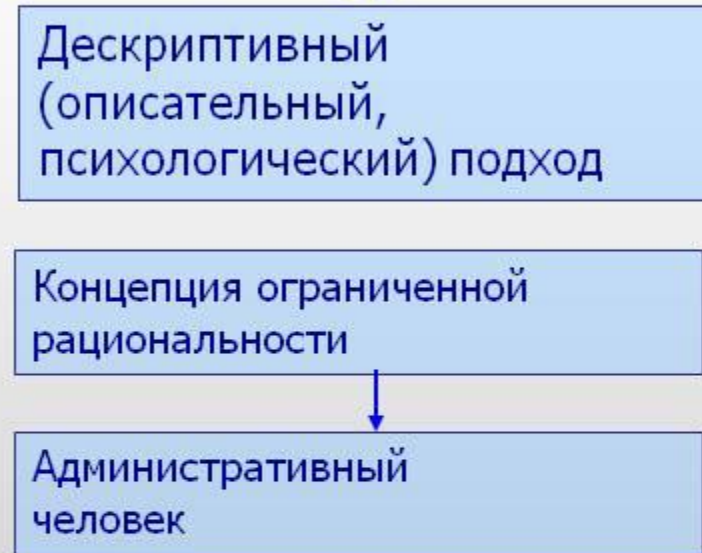 Дескриптивный
(описательный,
психологический) подход
Концепция ограниченной
рациональности
Административный
человек